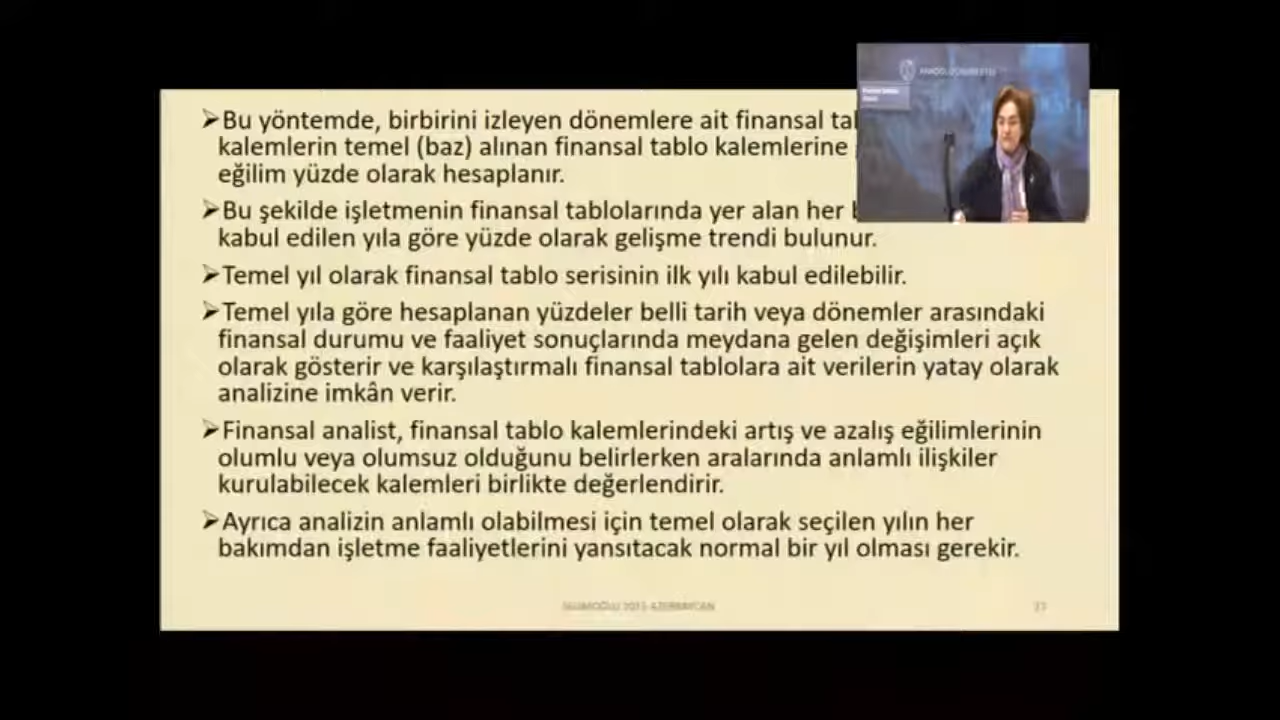 ➢Bu yöntemde, birbirini izleyen dönemlere ait finansal
kalemlerin temel (baz) alınan finansal tablo kalemlerine
eğilim yüzde olarak hesaplanır.
➢Bu şekilde işletmenin finansal tablolarında yer alan her
kabul edilen yıla göre yüzde olarak gelişme trendi bulunur.
➢Temel yıl olarak finansal tablo serisinin ilk yılı kabul edilebilir.
➢Temel yıla göre hesaplanan yüzdeler belli tarih veya dönemler arasındaki
finansal durumu ve faaliyet sonuçlarında meydana gelen değişimleri açık
olarak gösterir ve karşılaştırmalı finansal tablolara ait verilerin yatay olarak
analizine imkân verir.
➢Finansal analist, finansal tablo kalemlerindeki artış ve azalış eğilimlerinin
olumlu veya olumsuz olduğunu belirlerken aralarında anlamlı ilişkiler
kurulabilecek kalemleri birlikte değerlendirir.
➢Ayrıca analizin anlamlı olabilmesi için temel olarak seçilen yılın her
bakımdan işletme faaliyetlerini yansıtacak normal bir yıl olması gerekir.
AZERBAYCAN